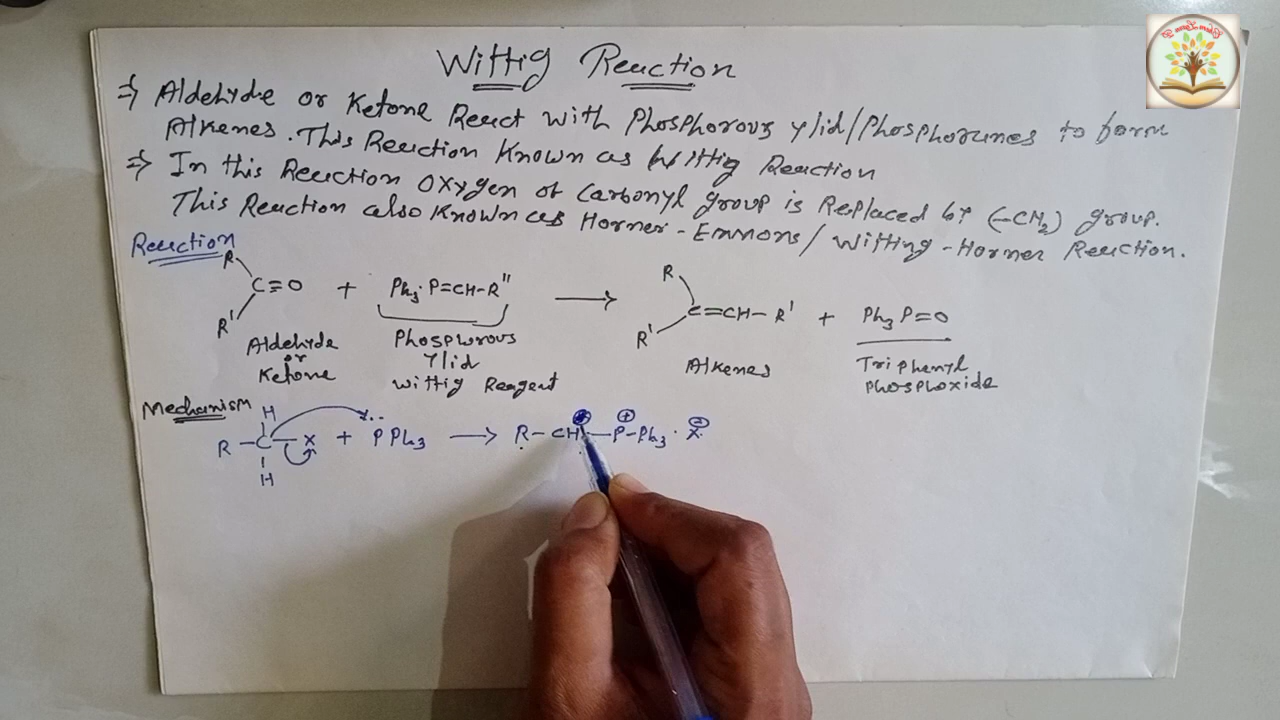 Wittig Reaction
⇒ Aldehyde or Ketone React with Phosphorous ylid/Phosphoranes to form
Alkenes. This Reaction Known as Wittig Reaction
⇒ In this Reaction Oxygen of Carbonyl group is Replaced by (-CH2) group.
This Reaction also Known as Horner-Emmons/Witting-Horner Reaction.
Reaction
R
C=O + Ph3.P=CH-R" → R
R'
C=CH-R' + Ph3P=O
R'
Aldehyde
or
Ketone
Phosphorous
ylid
Wittig Reagent
Alkenes
Triphenyl
Phosphoxide
Mechanism
H
R-C-X + PPh3 → R-CH -P-Ph3 . X
H